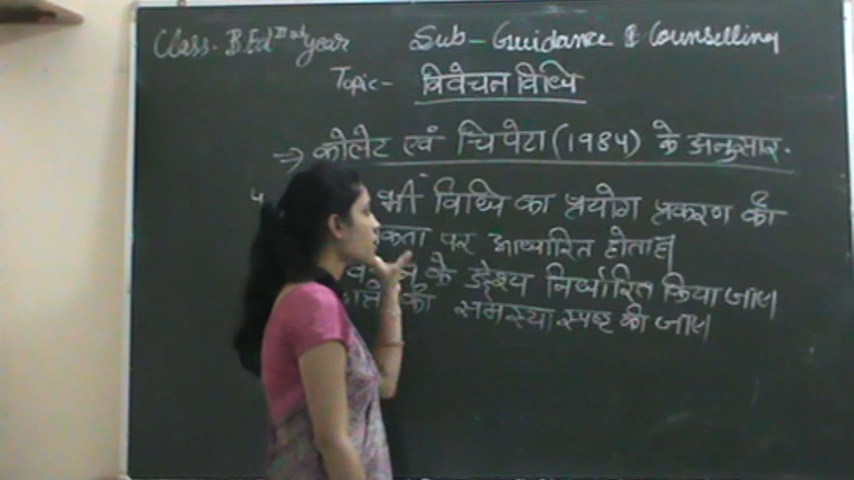 Class. B.Ed IInd year Sub- Guidance & Counselling
Topic- विवेचन विधि
→ कोलेट एवं चिपेटा (1984) के अनुसार.
भी विधि का प्रयोग प्रकरण की
पर आधारित होता है
के उद्देश्य निर्धारित किया जाए
की समस्या स्पष्ट की जाए